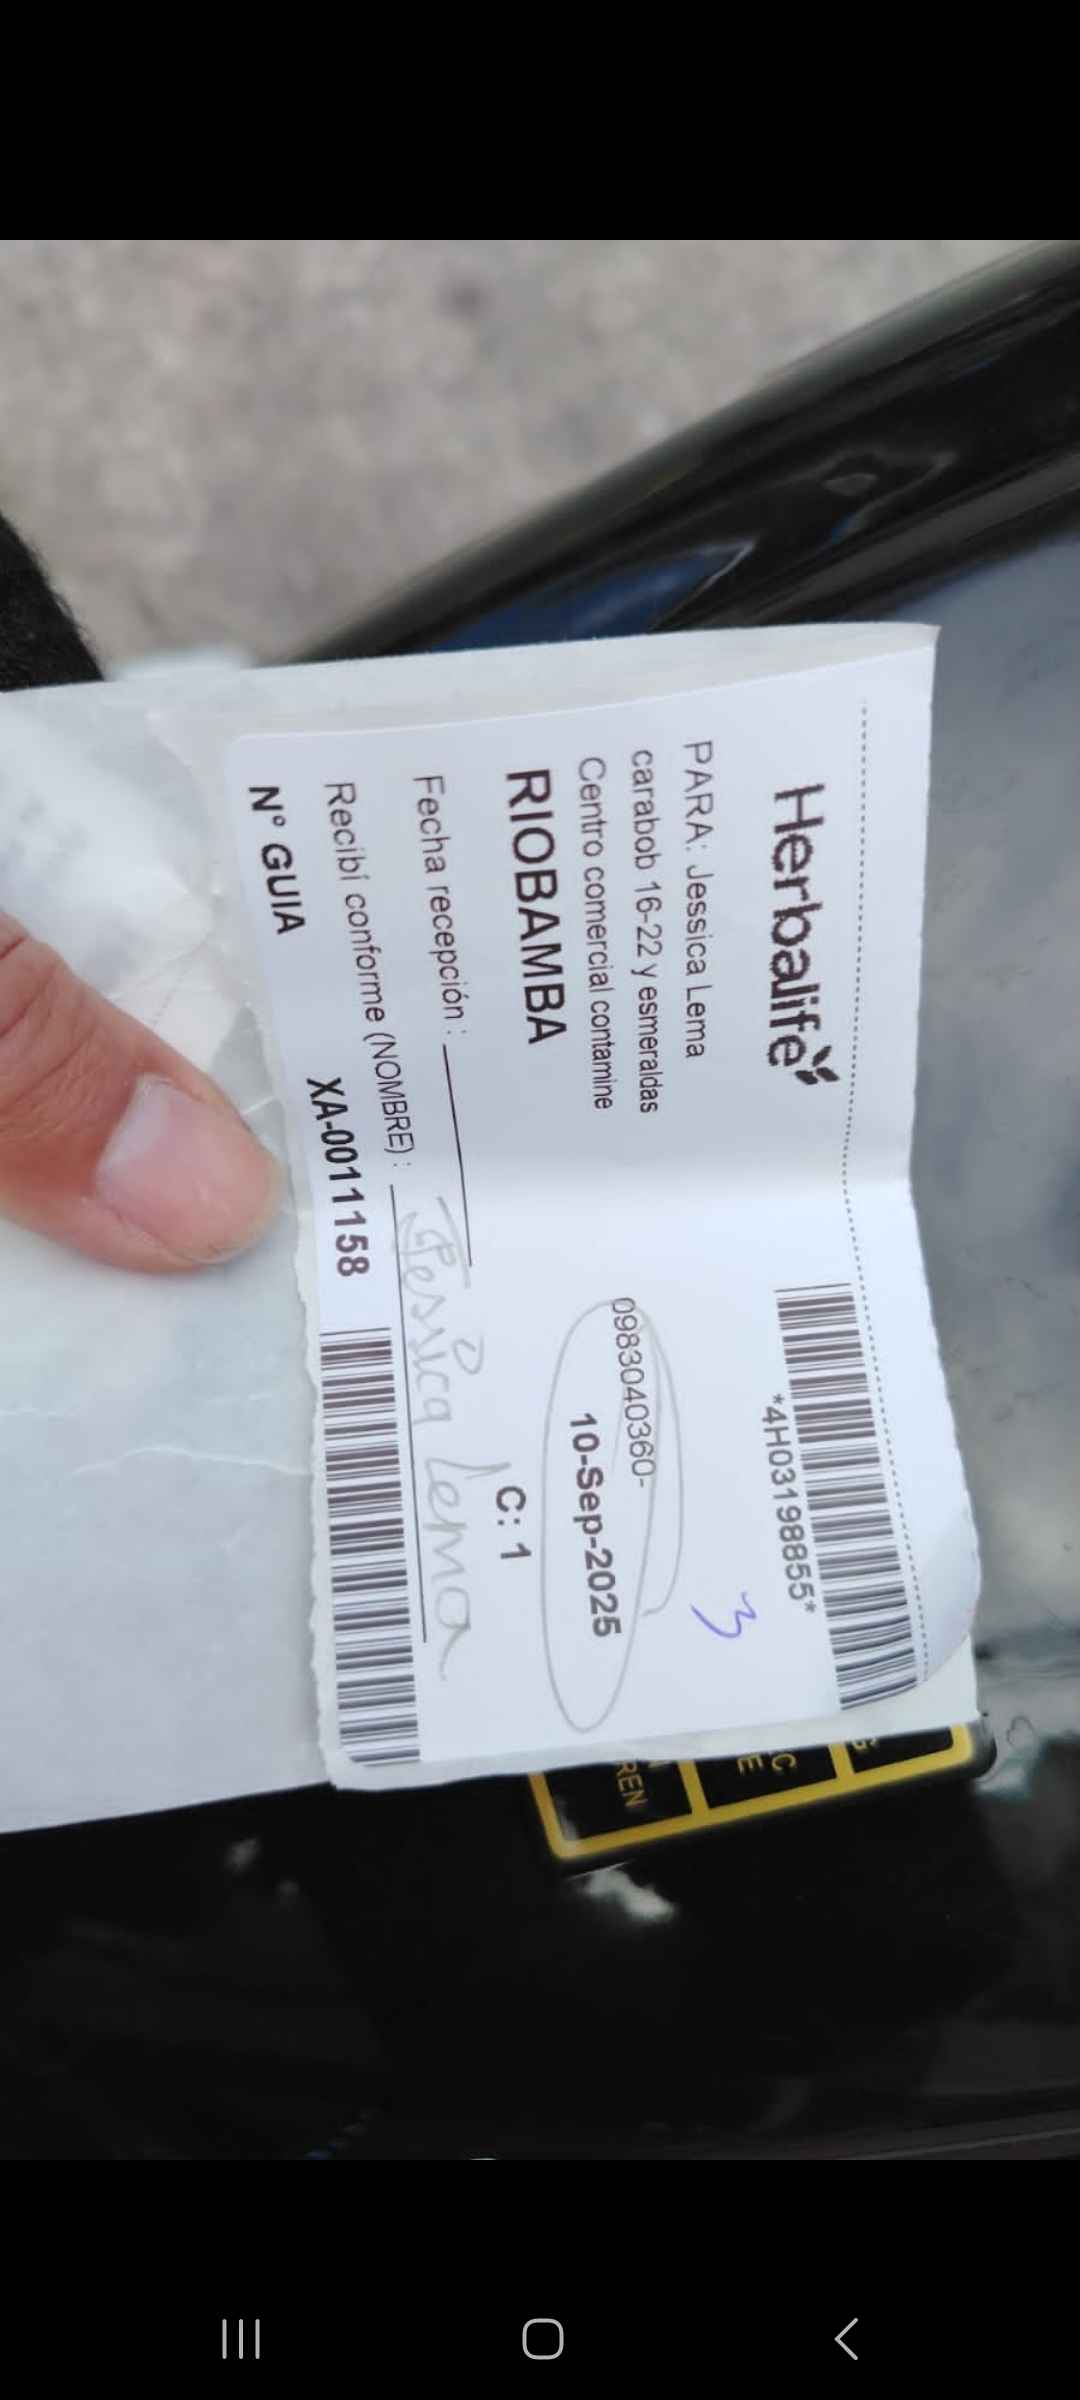 Herbalife
*4H03198855*
3
PARA: Jessica Lema
carabob 16-22 y esmeraldas
0983040360-
Centro comercial contamine
10-Sep-2025
RIOBAMBA
C: 1
Fecha recepción :
Recibí conforme (NOMBRE) : Jessica Lema
N° GUIA XA-0011158
G
C
E
REN